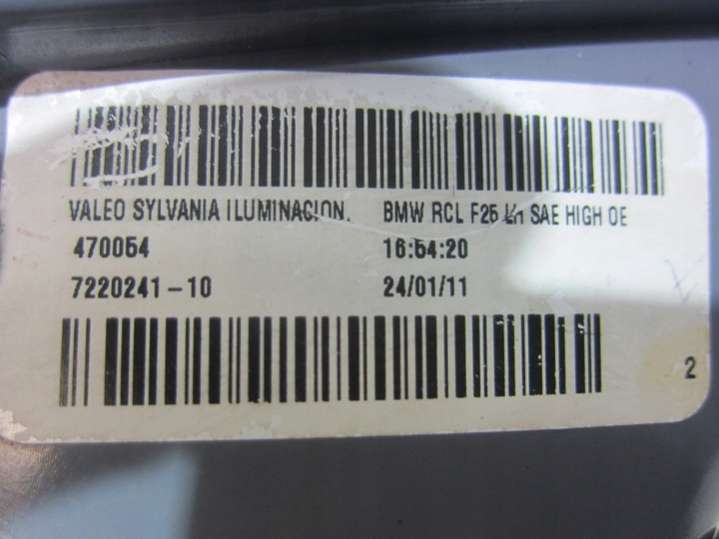 VALEO SYLVANIA ILUMINACION. BMW RCL F25 LH SAE HIGH OE
470054 16:54:20
7220241-10 24/01/11
2